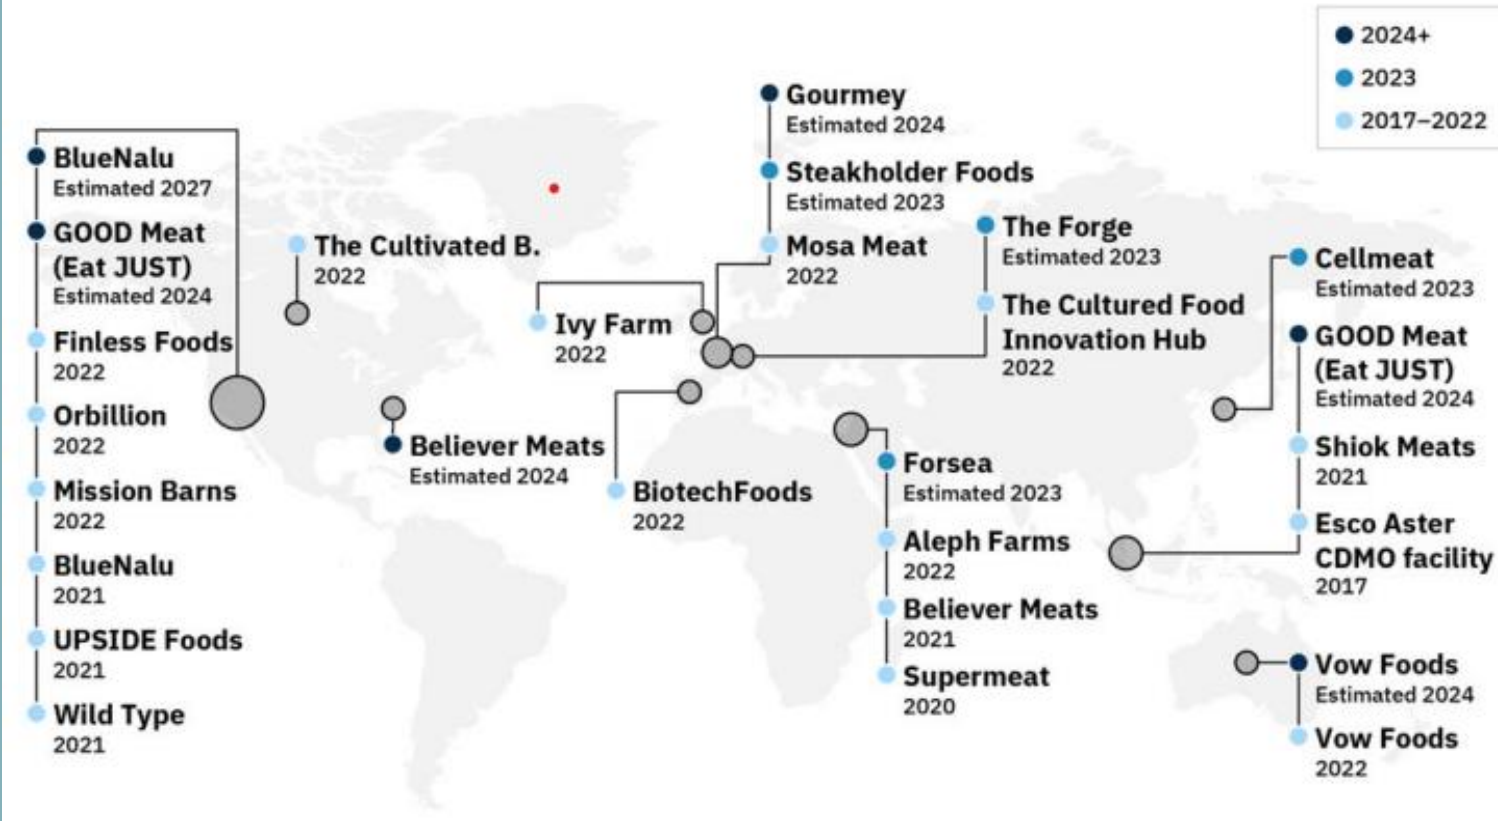 2024+
2023
2017–2022
BlueNalu
Estimated 2027
GOOD Meat
(Eat JUST)
Estimated 2024
Finless Foods
2022
Orbillion
2022
Mission Barns
2022
BlueNalu
2021
UPSIDE Foods
2021
Wild Type
2021
The Cultivated B.
2022
Believer Meats
Estimated 2024
Ivy Farm
2022
BiotechFoods
2022
Gourmey
Estimated 2024
Steakholder Foods
Estimated 2023
Mosa Meat
2022
The Forge
Estimated 2023
The Cultured Food
Innovation Hub
2022
Forsea
Estimated 2023
Aleph Farms
2022
Believer Meats
2021
Supermeat
2020
Cellmeat
Estimated 2023
GOOD Meat
(Eat JUST)
Estimated 2024
Shiok Meats
2021
Esco Aster
CDMO facility
2017
Vow Foods
Estimated 2024
Vow Foods
2022